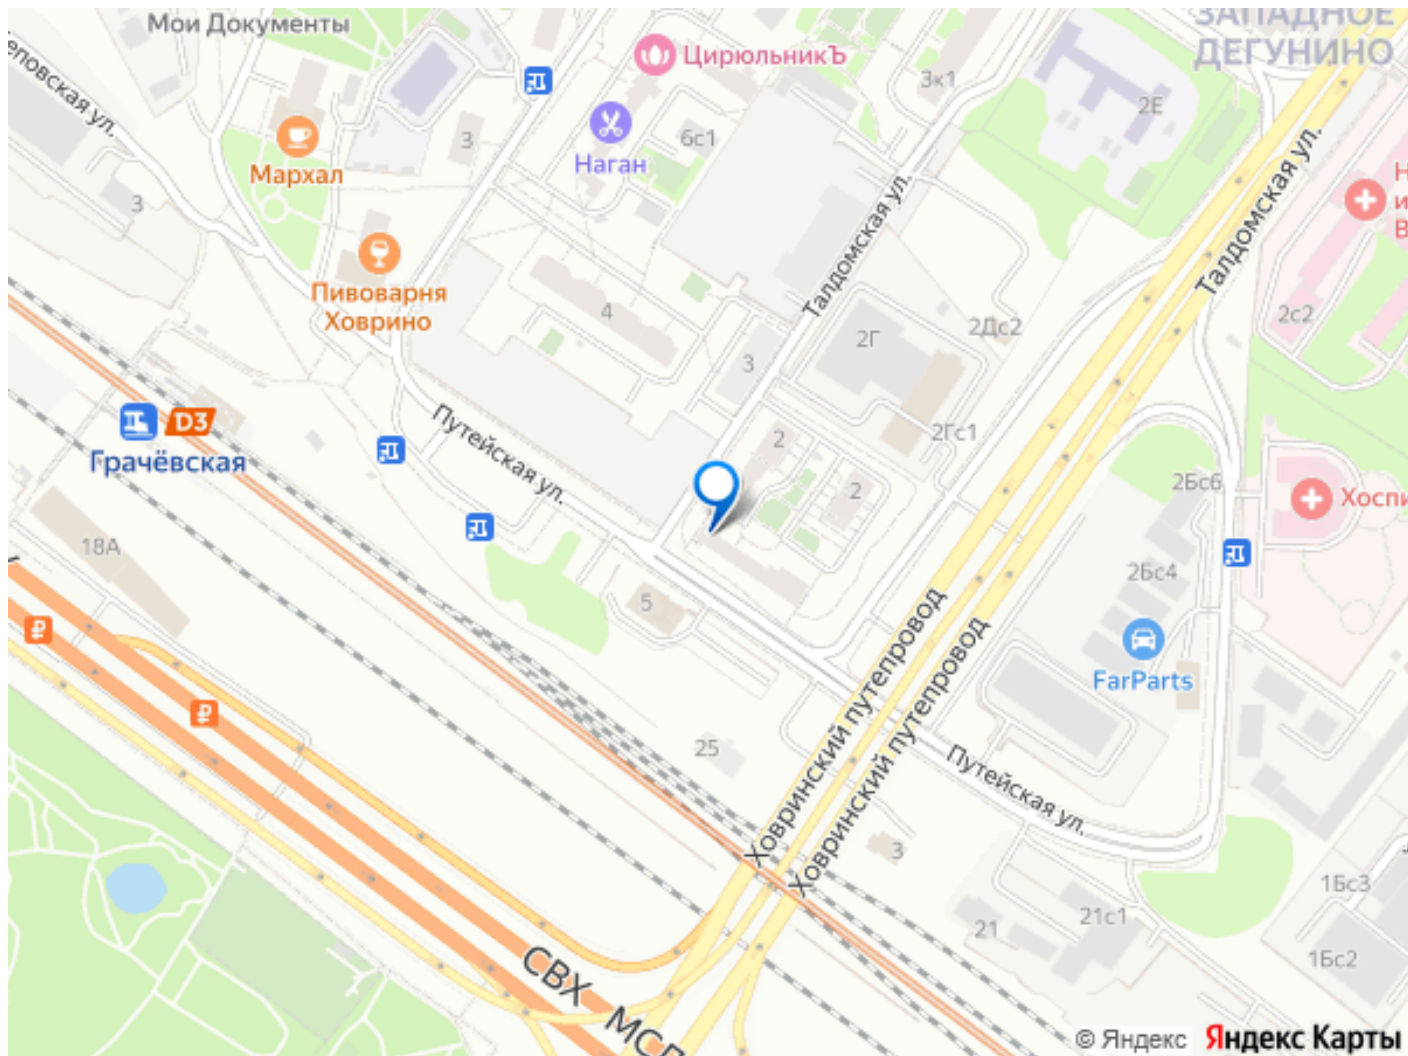 Мои Документы
ЗАПАДНОЕ
ДЕГУНИНО
ЦирюльникЪ
3к1
2Е
Наган
6с1
3
Мархал
3
Талдомская ул.
Талдомская ул.
Пивоварня
Ховрино
4
3
2Г
2Дс2
2с2
D3
Грачёвская
Путейская ул.
2
2Гс1
2
2Бс6
18А
2Бс4
5
FarParts
Ховринский путепровод
Ховринский путепровод
25
Путейская ул.
3
21
21с1
1Бс3
1Бс2
СВХ
© Яндекс
Яндекс Карты